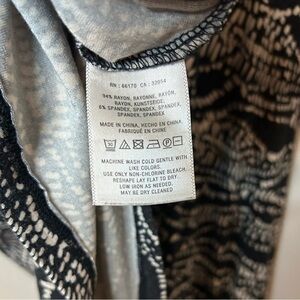 RN : 66170 CA : 32054
94% RAYON, RAYONNE, RAYÓN,
RAYON, KUNSTSEIDE,
6% SPANDEX, SPANDEX, SPANDEX,
SPANDEX, SPANDEX
MADE IN CHINA, HECHO EN CHINA
FABRIQUÉ EN CHINE
MACHINE WASH COLD GENTLE WITH
LIKE COLORS.
USE ONLY NON-CHLORINE BLEACH.
RESHAPE LAY FLAT TO DRY.
LOW IRON AS NEEDED.
MAY BE DRY CLEANED